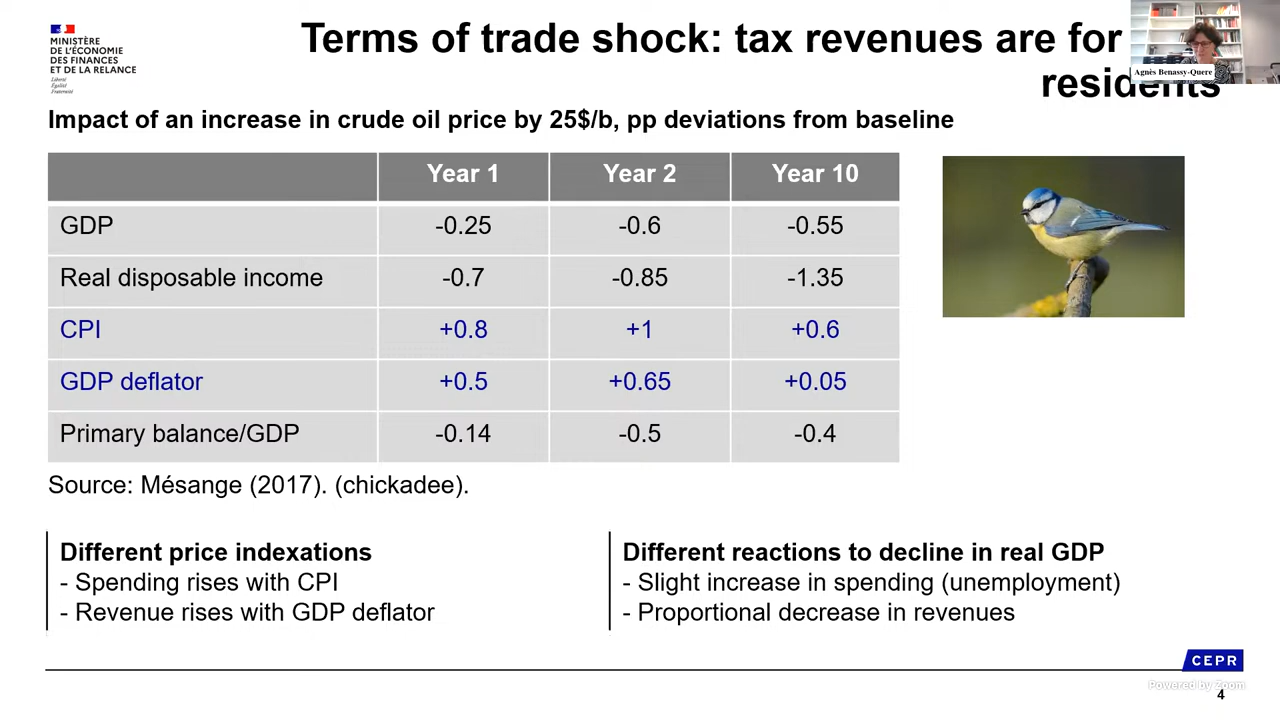 MINISTÈRE
DE L'ÉCONOMIE
DES FINANCES
ET DE LA RELANCE
Liberté
Égalité
Fraternité
Terms of trade shock: tax revenues are for
residents
Agnès Benassy-Quere
Impact of an increase in crude oil price by 25$/b, pp deviations from baseline
Year 1 Year 2 Year 10
GDP -0.25 -0.6 -0.55
Real disposable income -0.7 -0.85 -1.35
CPI +0.8 +1 +0.6
GDP deflator +0.5 +0.65 +0.05
Primary balance/GDP -0.14 -0.5 -0.4
Source: Mésange (2017). (chickadee).
Different price indexations
- Spending rises with CPI
- Revenue rises with GDP deflator
Different reactions to decline in real GDP
- Slight increase in spending (unemployment)
- Proportional decrease in revenues
CEPR
Powered by Zoom
4